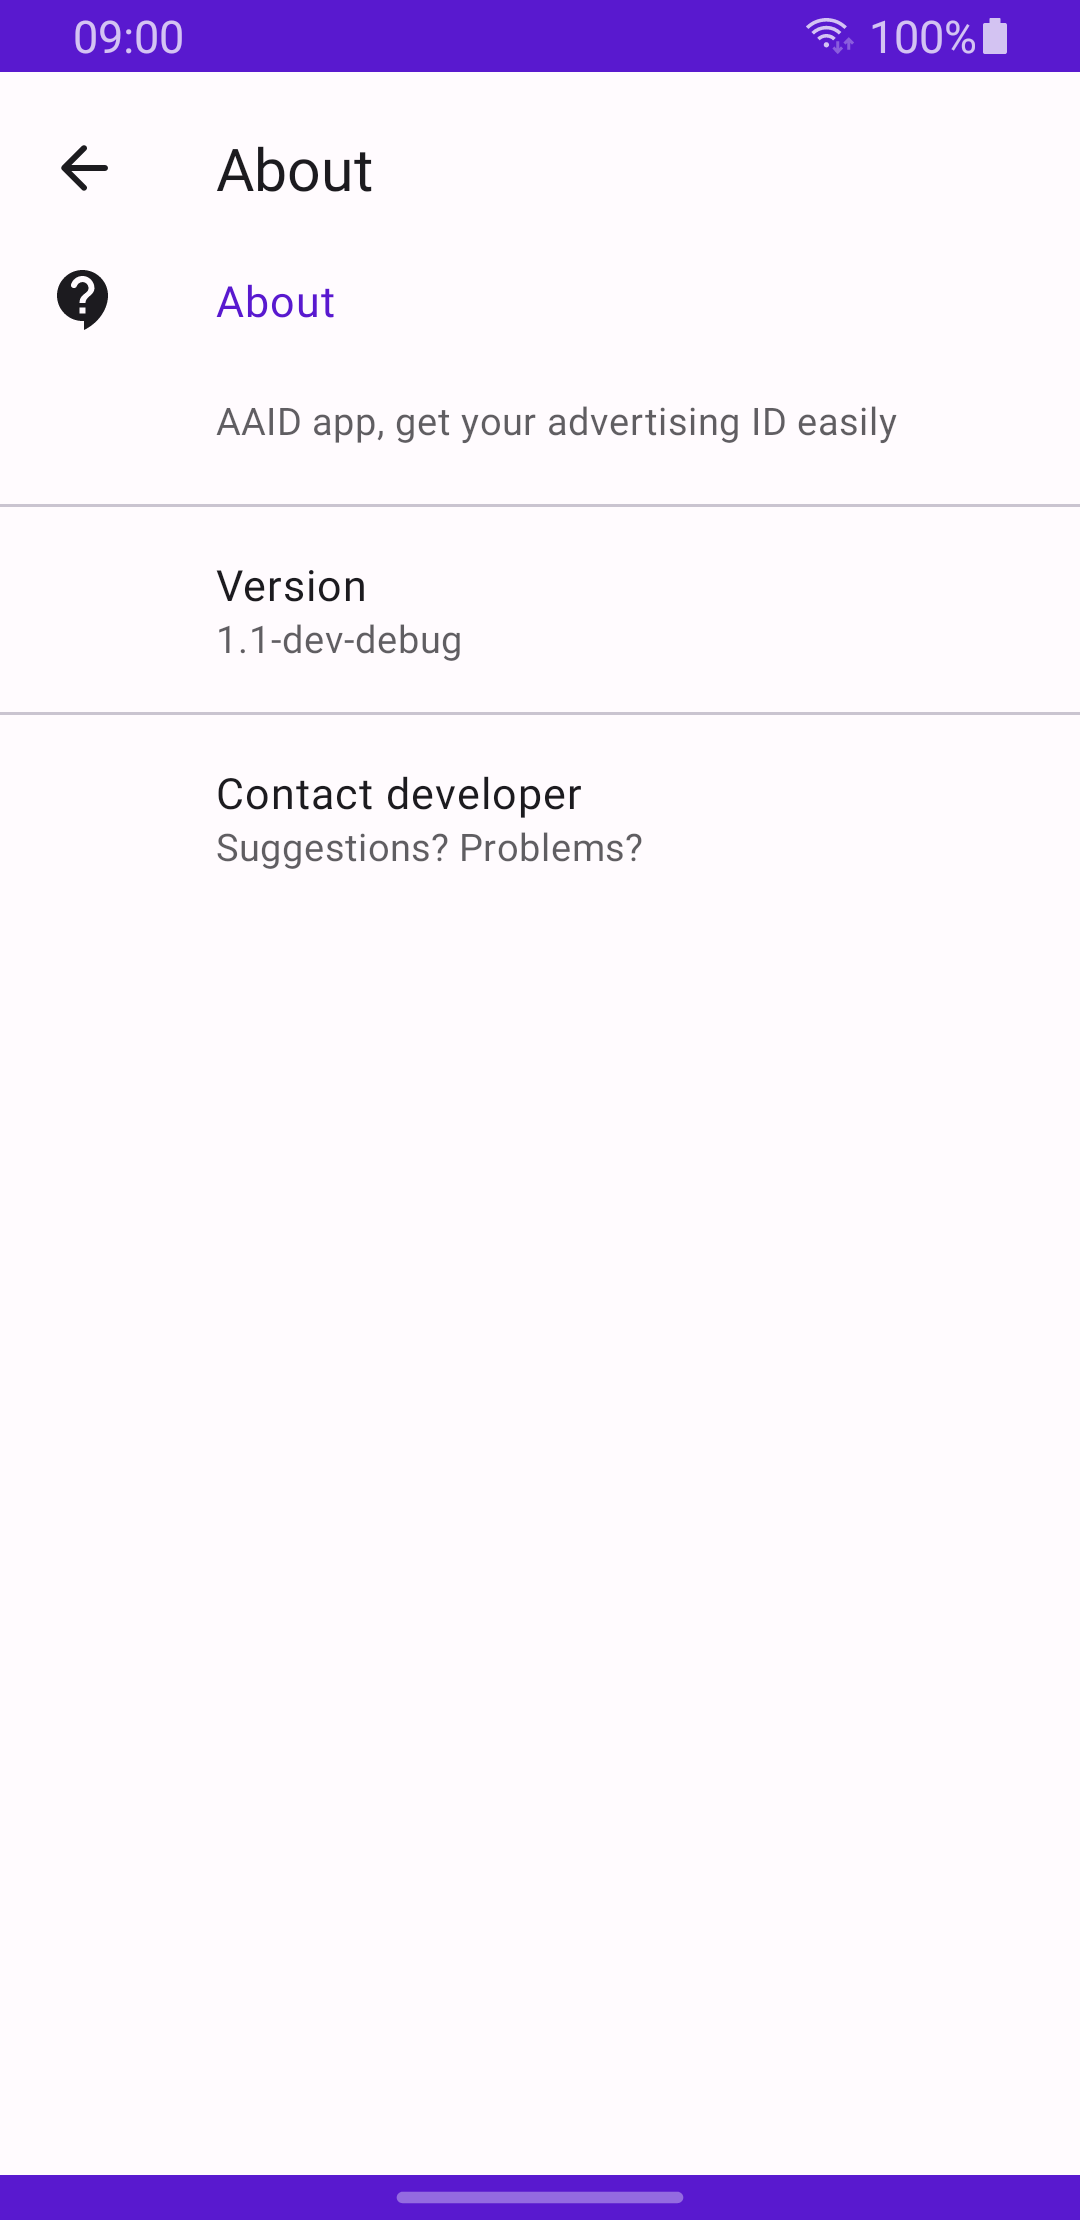 09:00 100%
About
About
AAID app, get your advertising ID easily
Version
1.1-dev-debug
Contact developer
Suggestions? Problems?